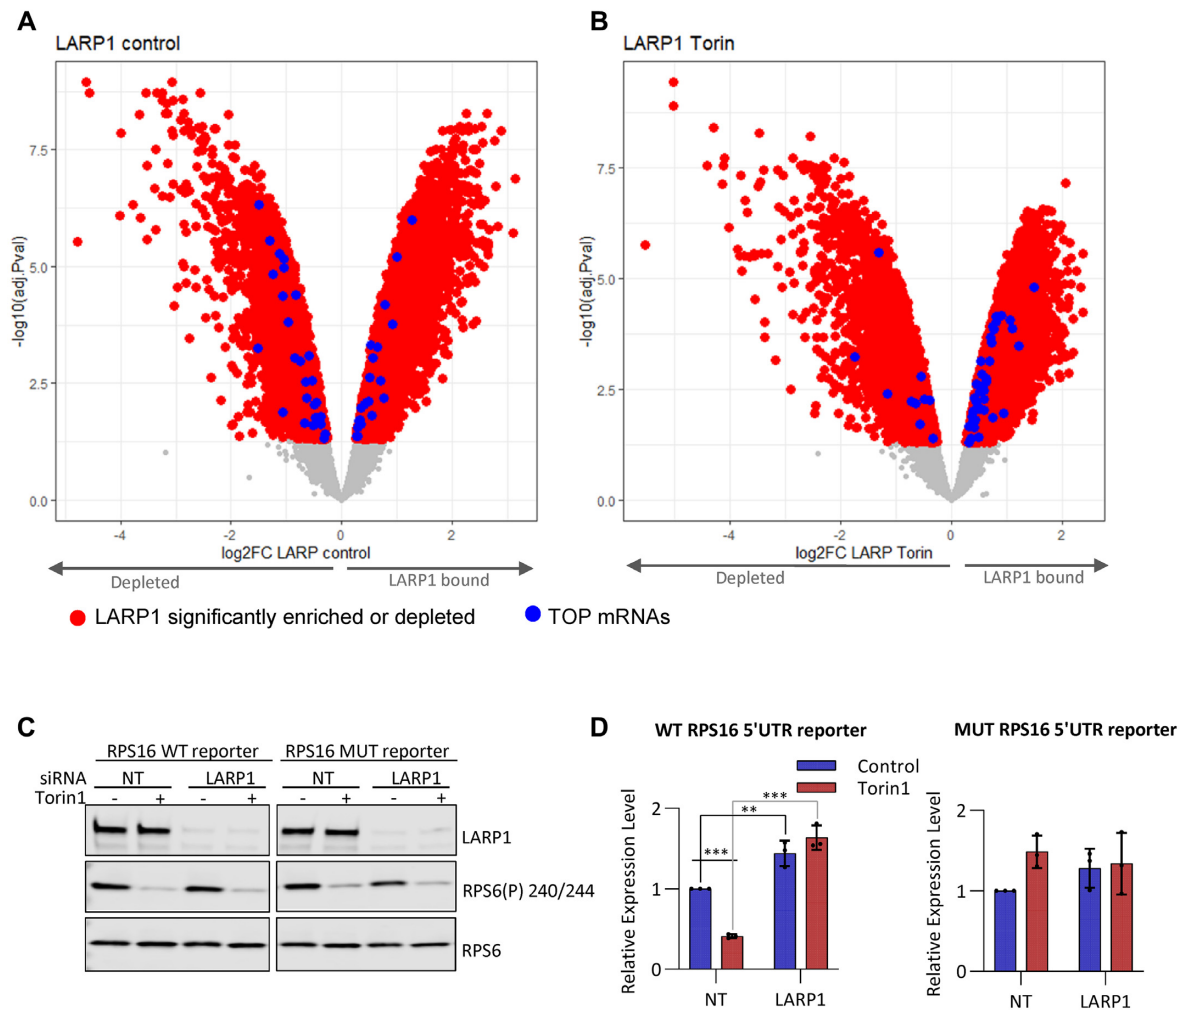 A
LARP1 control
-log10(adj.Pval)
7.5
5.0
2.5
0.0
-4 -2 0 2
log2FC LARP control
Depleted LARP1 bound
B
LARP1 Torin
-log10(adj.Pval)
7.5
5.0
2.5
0.0
-4 -2 0 2
log2FC LARP Torin
Depleted LARP1 bound
LARP1 significantly enriched or depleted TOP mRNAs
C
RPS16 WT reporter RPS16 MUT reporter
siRNA NT LARP1 NT LARP1
Torin1 - + - + - + - +
LARP1
RPS6(P) 240/244
RPS6
D
WT RPS16 5'UTR reporter MUT RPS16 5'UTR reporter
Control
Torin1
Relative Expression Level
2
1
0
***
**
***
NT LARP1
Relative Expression Level
2
1
0
NT LARP1